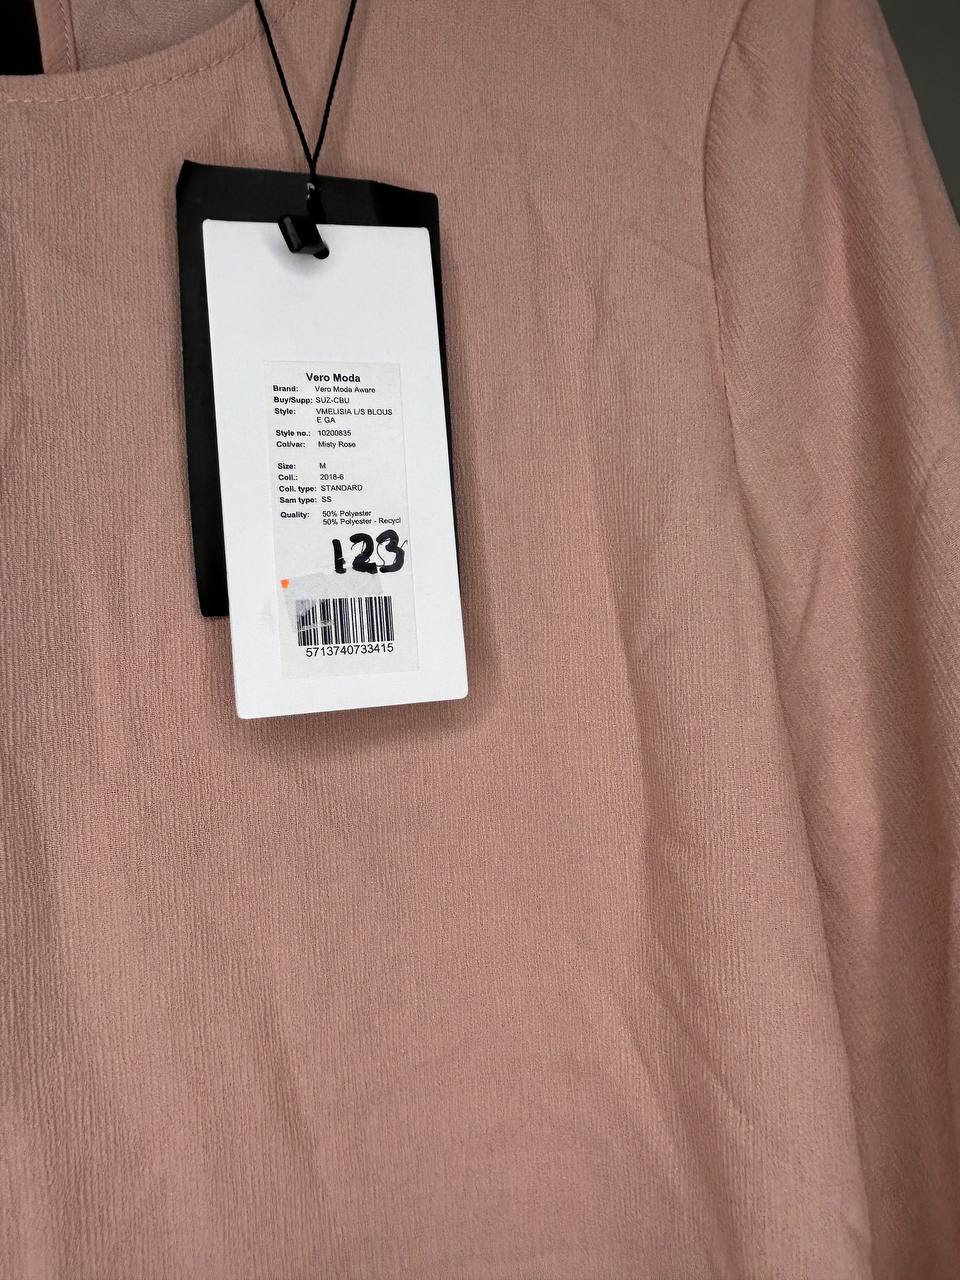 Vero Moda
Brand: Vero Moda Aware
Buy/Supp: SUZ-CBU
Style: VMELISIA L/S BLOUS
E GA
Style no.: 10200835
Col/var: Misty Rose
Size: M
Coll.: 2018-6
Coll. type: STANDARD
Sam type: SS
Quality: 50% Polyester
50% Polyester - Recycl
123
5713740733415